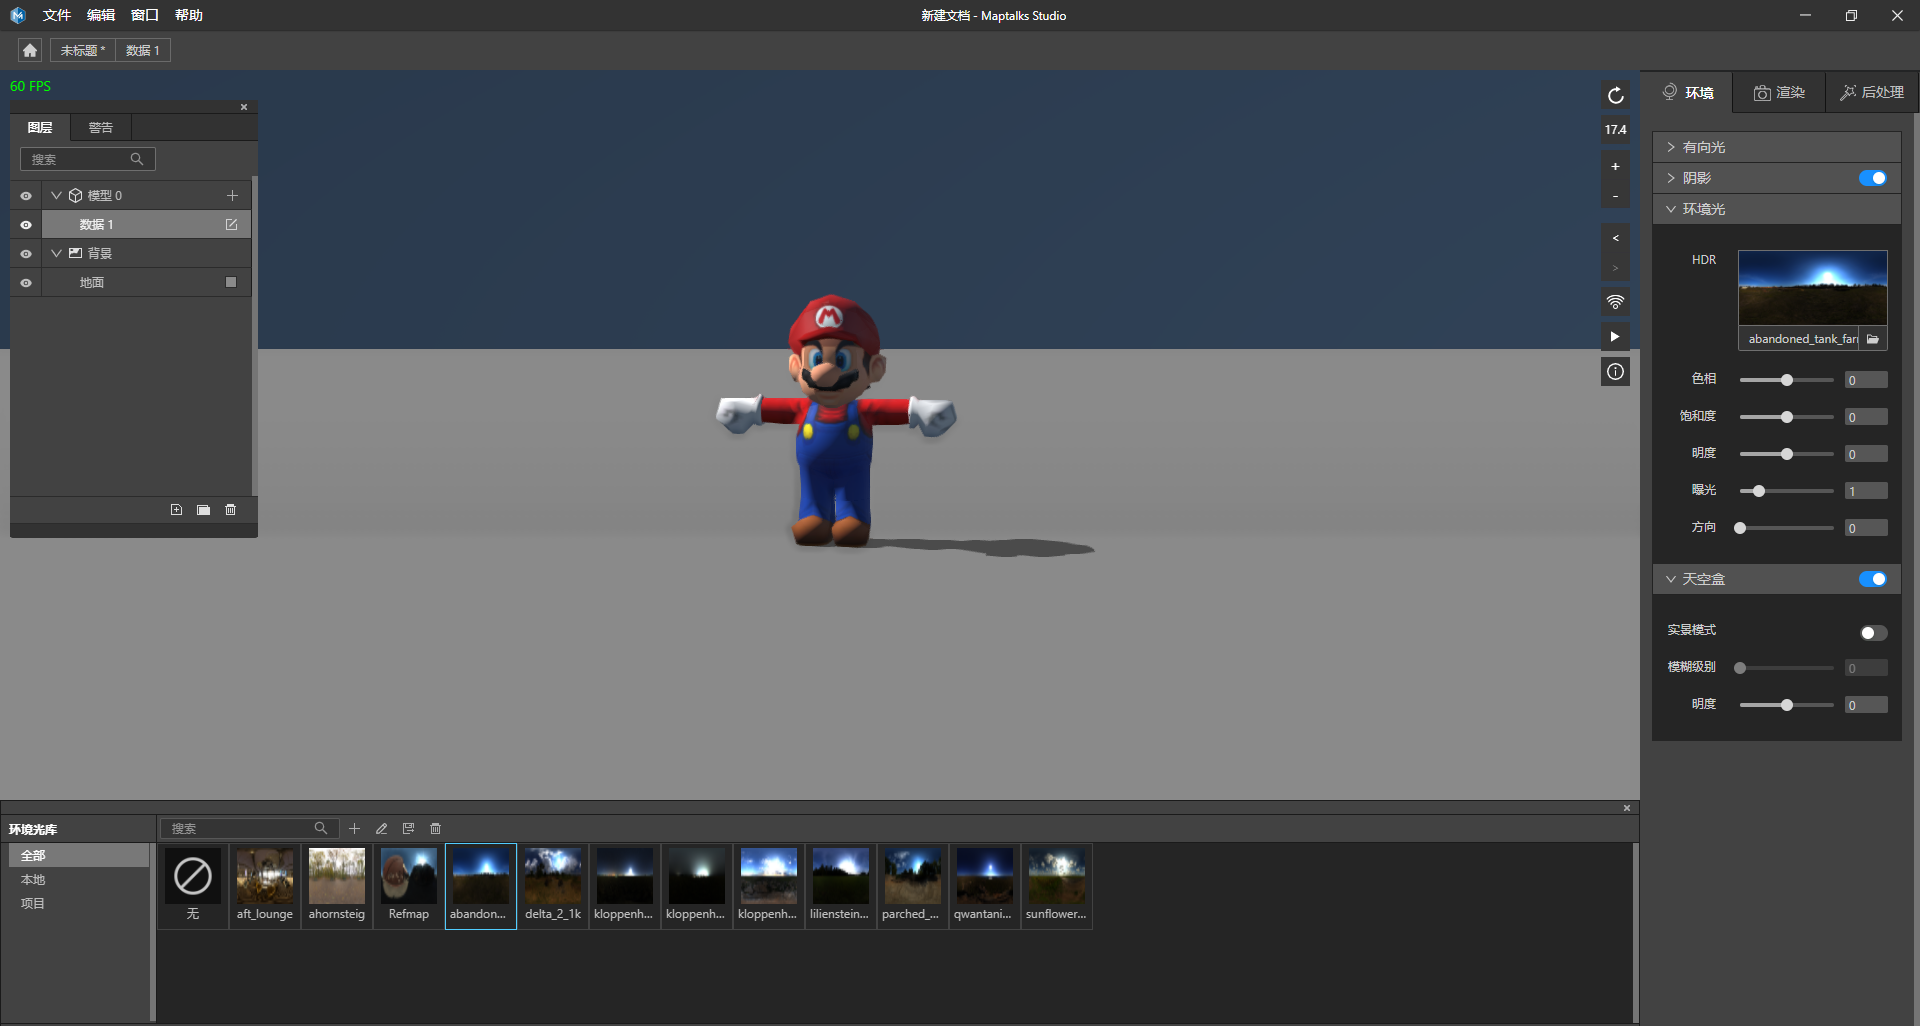 文件 编辑 窗口 帮助
新建文档 - Maptalks Studio
未标题 * 数据 1
60 FPS
图层 警告
搜索
模型 0
数据 1
背景
地面
17.4
+
-
<
>
环境 渲染 后处理
有向光
阴影
环境光
HDR
abandoned_tank_far
色相 0
饱和度 0
明度 0
曝光 1
方向 0
天空盒
实景模式
模糊级别 0
明度 0
环境光库
全部
本地
项目
搜索
无 aft_lounge ahornsteig Refmap abandon... delta_2_1k kloppenh... kloppenh... kloppenh... lilienstein... parched_... qwantani... sunflower...